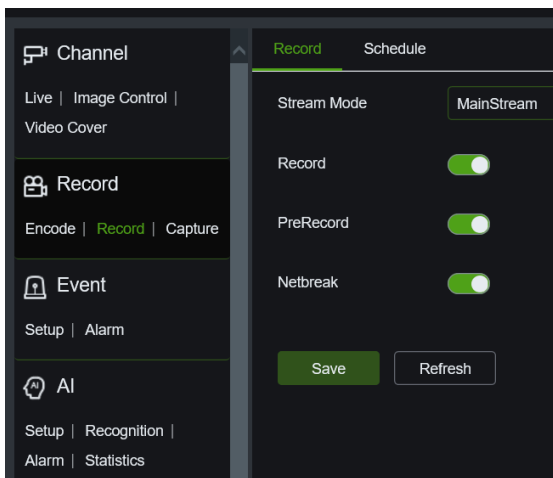 Channel
Live | Image Control |
Video Cover
Record
Encode | Record | Capture
Event
Setup | Alarm
AI
AI
Setup | Recognition |
Alarm | Statistics
Record Schedule
Stream Mode MainStream
Record
PreRecord
Netbreak
Save Refresh